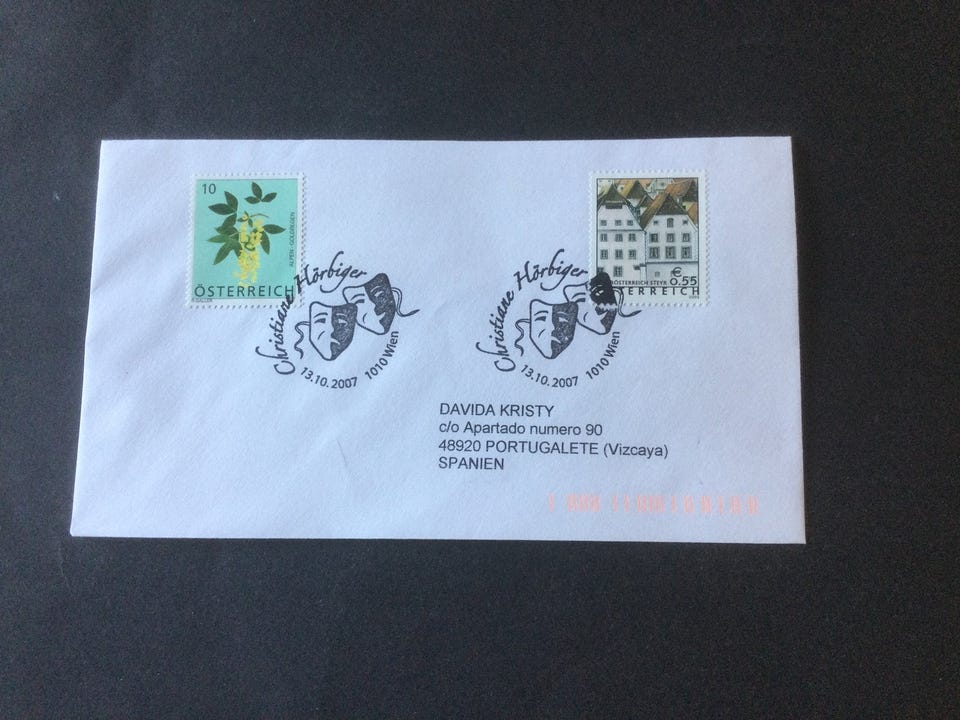 10
ALPEN - GOLDREGEN
ÖSTERREICH
Christiane Hörbiger
13.10.2007 1010 Wien
€
0.55
ÖSTERREICH STEYR
TERREICH
Christiane Hörbiger
13.10.2007 1010 Wien
DAVIDA KRISTY
c/o Apartado numero 90
48920 PORTUGALETE (Vizcaya)
SPANIEN